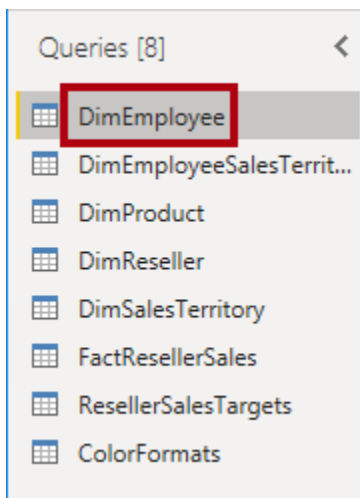 Queries [8]
DimEmployee
DimEmployeeSalesTerrit...
DimProduct
DimReseller
DimSalesTerritory
FactResellerSales
ResellerSalesTargets
ColorFormats